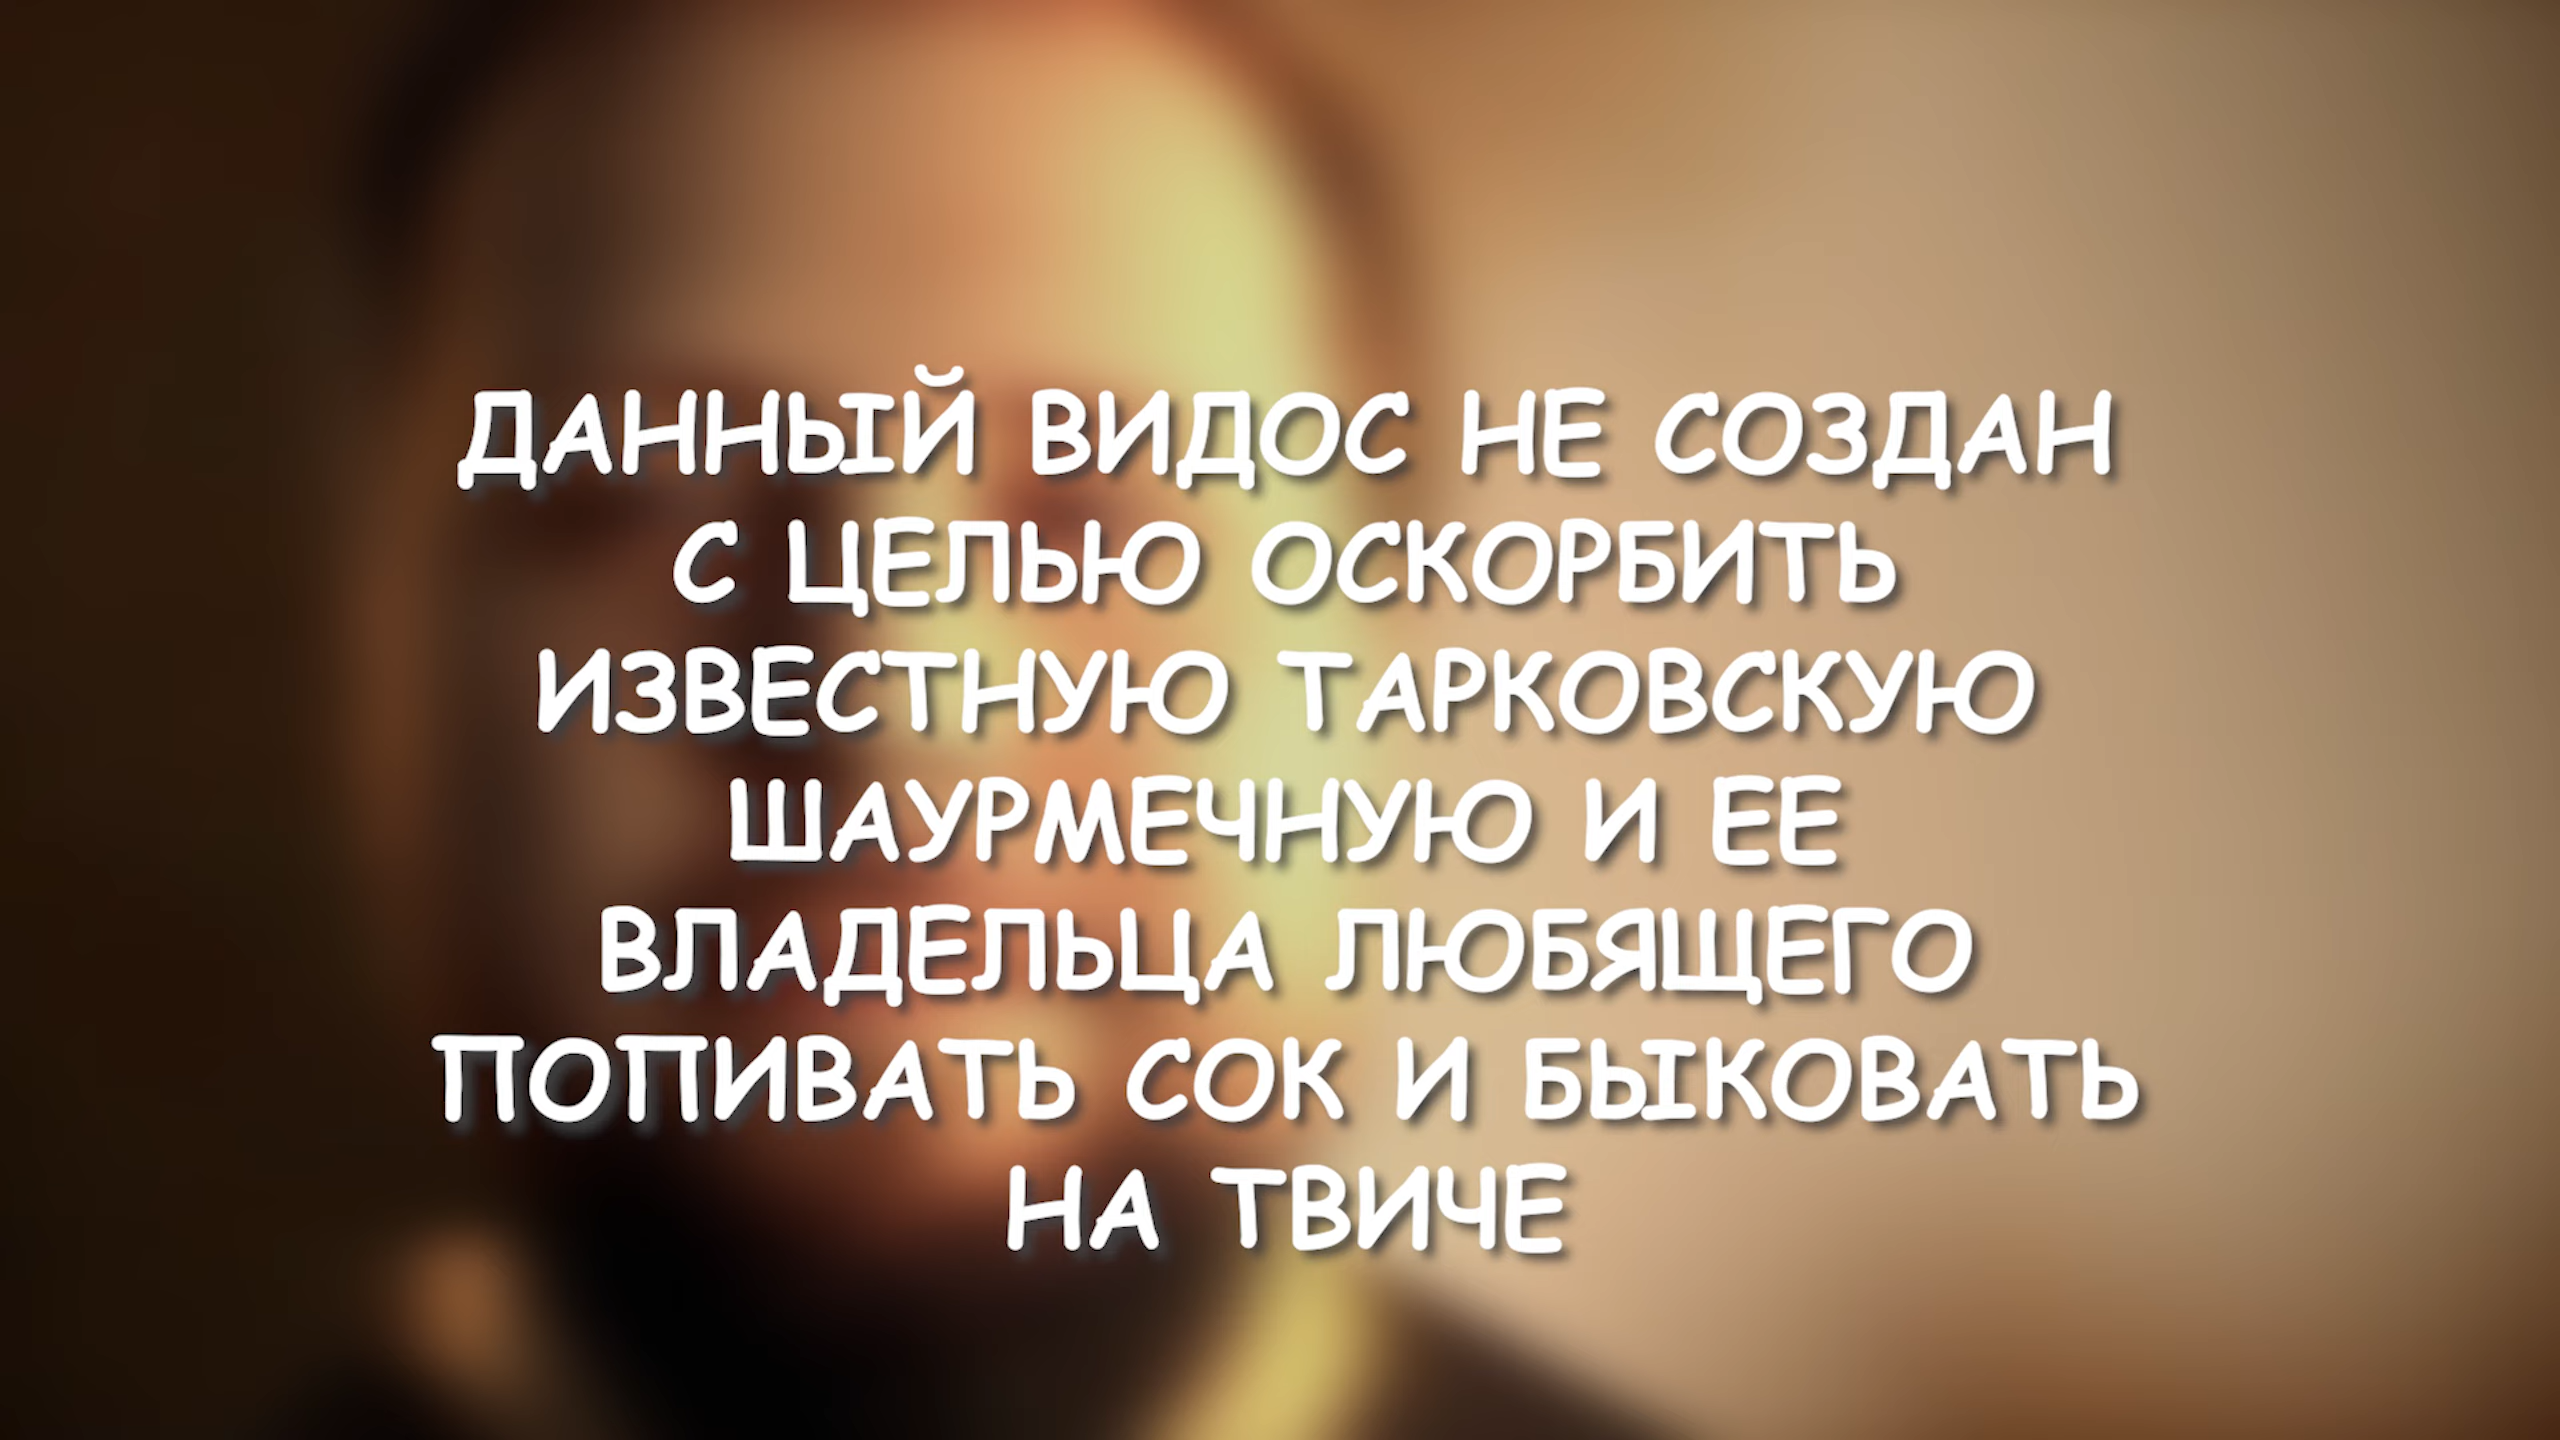 ДАННЫЙ ВИДОС НЕ СОЗДАН
С ЦЕЛЬЮ ОСКОРБИТЬ
ИЗВЕСТНУЮ ТАРКОВСКУЮ
ШАУРМЕЧНУЮ И ЕЕ
ВЛАДЕЛЬЦА ЛЮБЯЩЕГО
ПОПИВАТЬ СОК И БЫКОВАТЬ
НА ТВИЧЕ